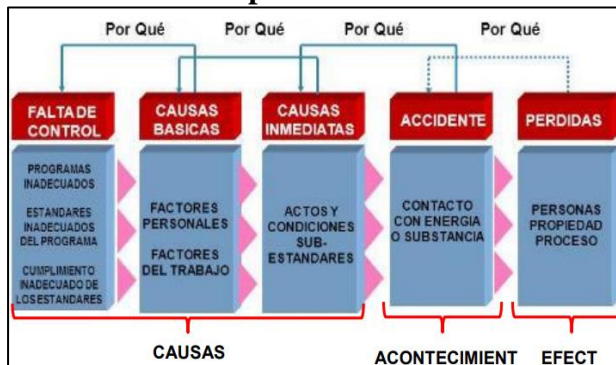 Por Qué Por Qué Por Qué Por Qué
FALTA DE
CONTROL
CAUSAS
BASICAS
CAUSAS
INMEDIATAS
ACCIDENTE
PERDIDAS
PROGRAMAS
INADECUADOS
ESTANDARES
INADECUADOS
DEL PROGRAMA
CUMPLIMIENTO
INADECUADO DE
LOS ESTANDARES
FACTORES
PERSONALES
FACTORES
DEL TRABAJO
ACTOS Y
CONDICIONES
SUB-
ESTANDARES
CONTACTO
CON ENERGIA
O SUBSTANCIA
PERSONAS
PROPIEDAD
PROCESO
CAUSAS
ACONTECIMIENT
EFECT